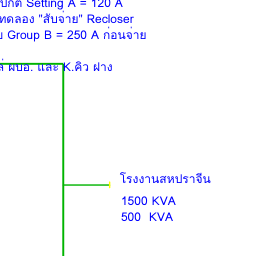 ปกติ Setting A = 120 A
ทดลอง "สับจ่าย" Recloser
Group B = 250 A ก่อนจ่าย
ผบอ. และ K.คิว ฝาง
โรงงานสหปราจีน
1500 KVA
500 KVA